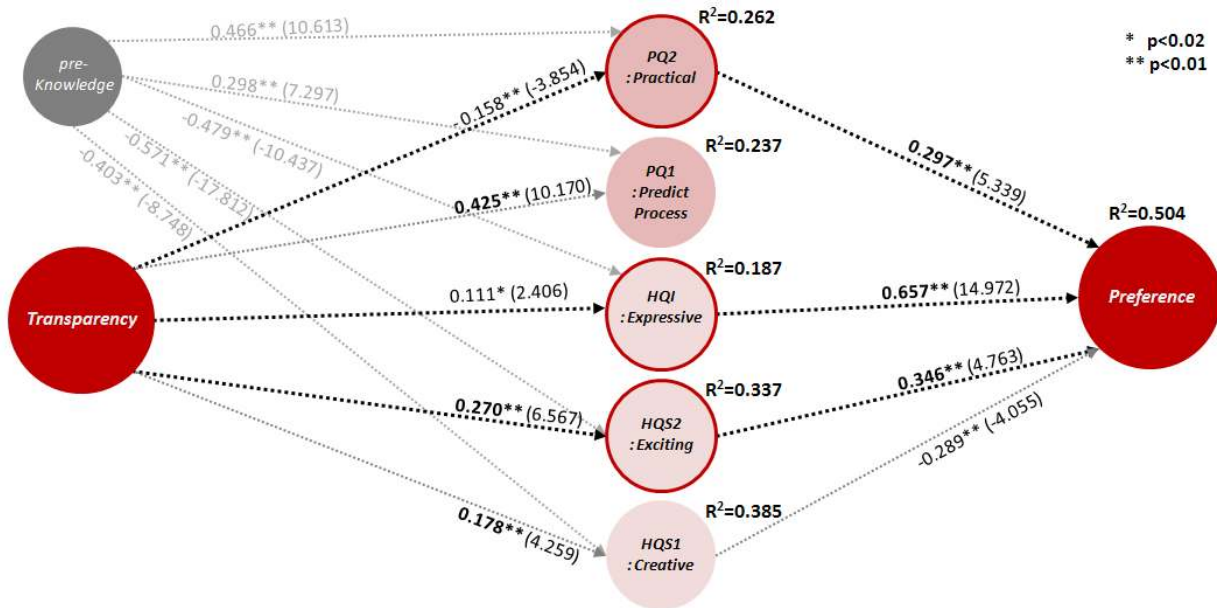 R²=0.262
* p<0.02
** p<0.01
pre-
Knowledge
0.466** (10.613)
PQ2
: Practical
0.298** (7.297)
-0.158** (-3.854)
-0.479** (-10.437)
R²=0.237
-0.571** (-17.812)
-0.403** (-8.748)
PQ1
: Predict
Process
0.297** (5.339)
0.425** (10.170)
R²=0.504
R²=0.187
Transparency
0.111* (2.406)
HQI
: Expressive
0.657** (14.972)
Preference
R²=0.337
0.270** (6.567)
HQS2
: Exciting
0.346** (4.763)
-0.289** (-4.055)
R²=0.385
0.178** (4.259)
HQS1
: Creative